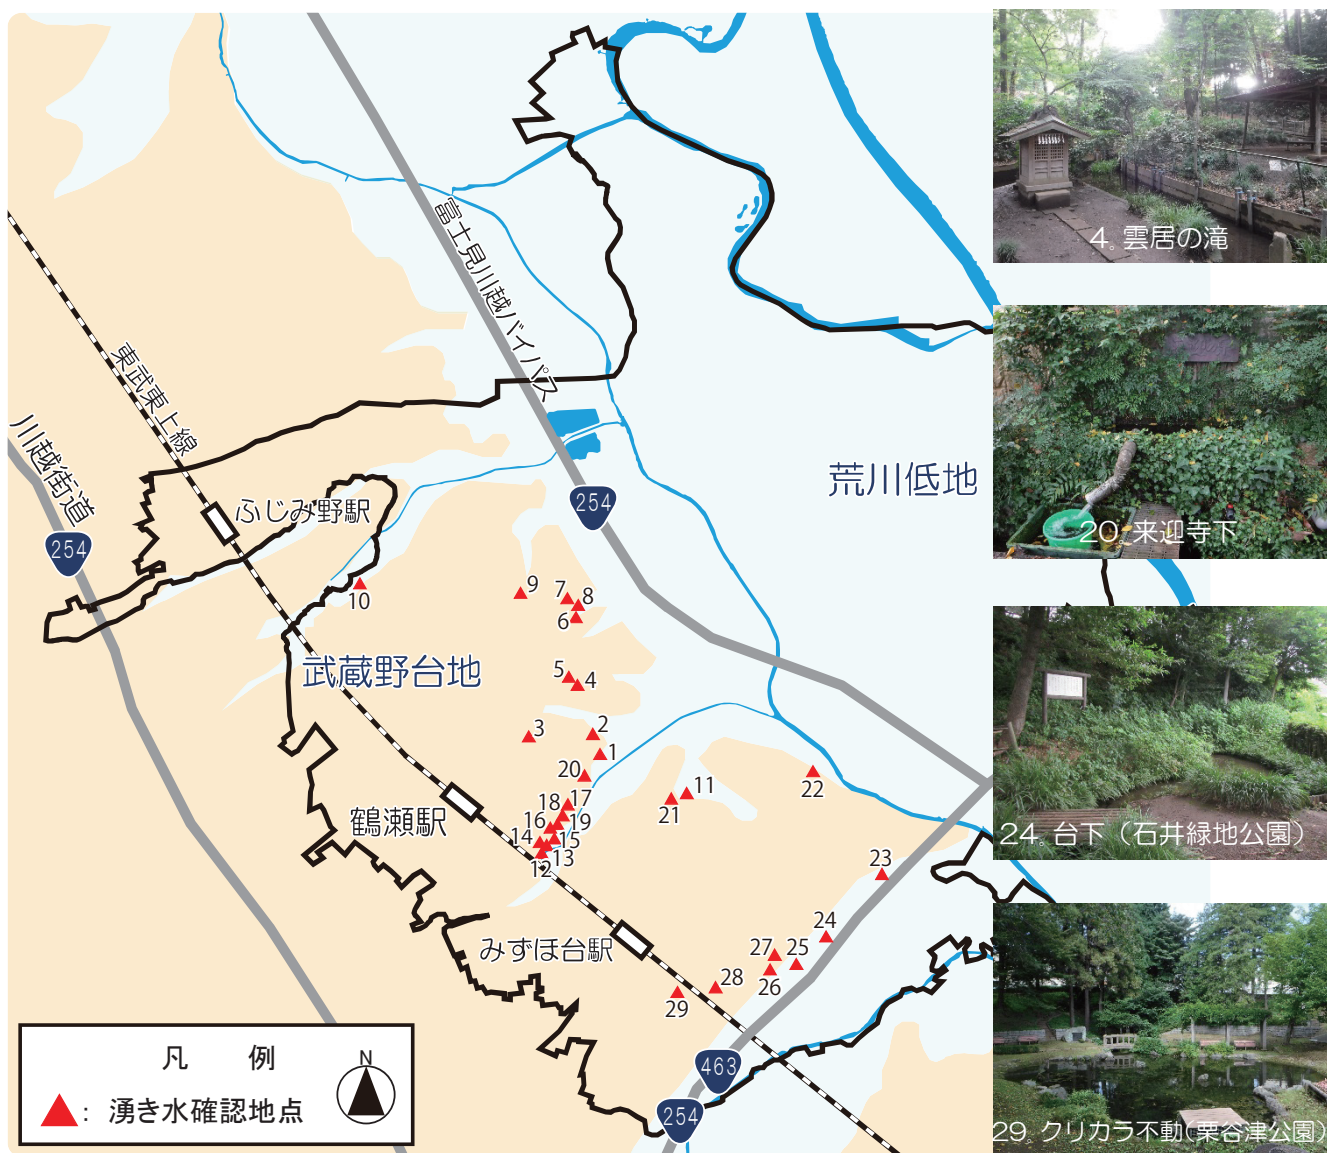 4. 雲居の滝
富士見川越バイパス
東武東上線
川越街道
254
ふじみ野駅
254
荒川低地
20. 来迎寺下
10
9
7
8
6
武蔵野台地
5
4
3
2
1
20
11
21
22
18
17
16
19
14
15
13
12
鶴瀬駅
24. 台下（石井緑地公園）
23
24
みずほ台駅
27
25
26
28
29
463
254
29. クリカラ不動(栗谷津公園)
凡 例
N
: 湧き水確認地点